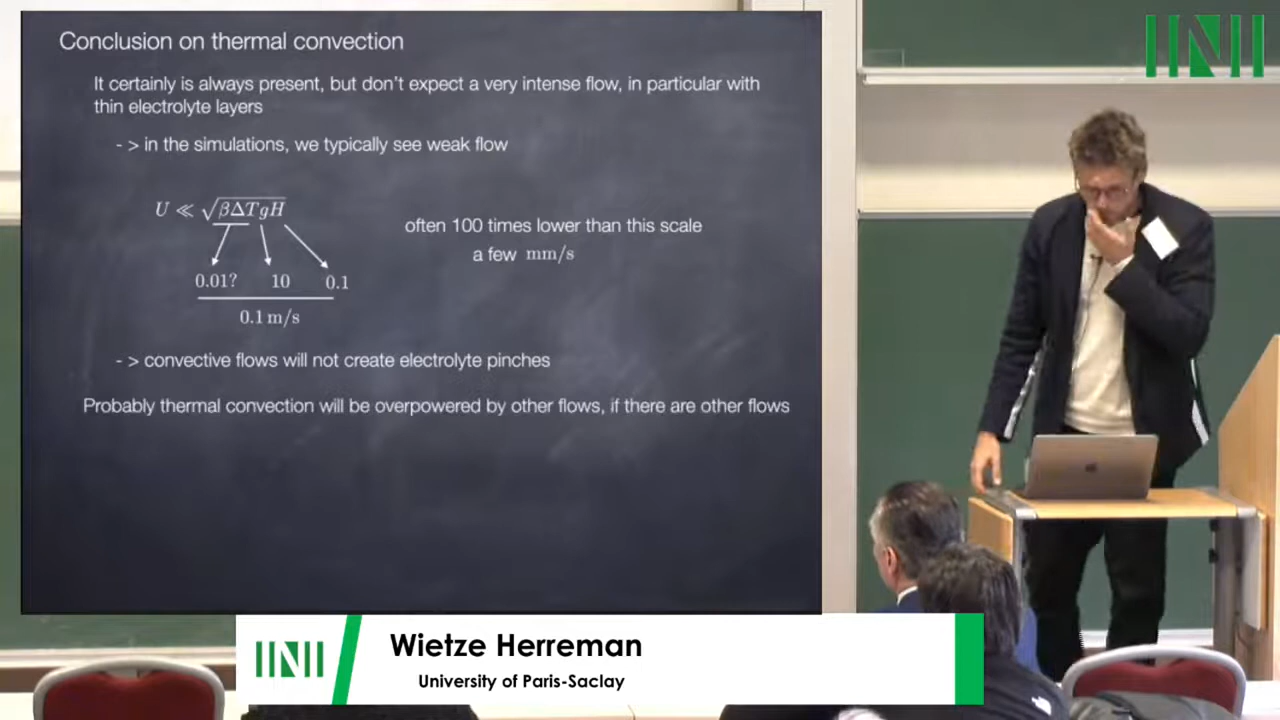 Conclusion on thermal convection
It certainly is always present, but don't expect a very intense flow, in particular with
thin electrolyte layers
- > in the simulations, we typically see weak flow
U ≪ √βΔTgH
often 100 times lower than this scale
a few mm/s
0.01? 10 0.1
0.1 m/s
- > convective flows will not create electrolyte pinches
Probably thermal convection will be overpowered by other flows, if there are other flows
Wietze Herreman
University of Paris-Saclay